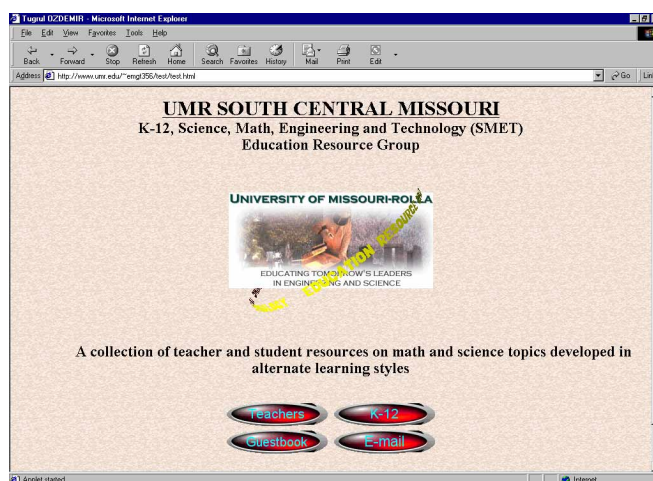 Tugrul OZDEMIR - Microsoft Internet Explorer
File Edit View Favorites Tools Help
Back Forward Stop Refresh Home Search Favorites History Mail Print Edit
Address http://www.umr.edu/~emgt356/test/test.html Go
UMR SOUTH CENTRAL MISSOURI
K-12, Science, Math, Engineering and Technology (SMET)
Education Resource Group
UNIVERSITY OF MISSOURI-ROLLA
EDUCATION RESOURCE
EDUCATING TOMORROW'S LEADERS
IN ENGINEERING AND SCIENCE
A collection of teacher and student resources on math and science topics developed in
alternate learning styles
Teachers K-12
Guestbook E-mail
Applet started Internet